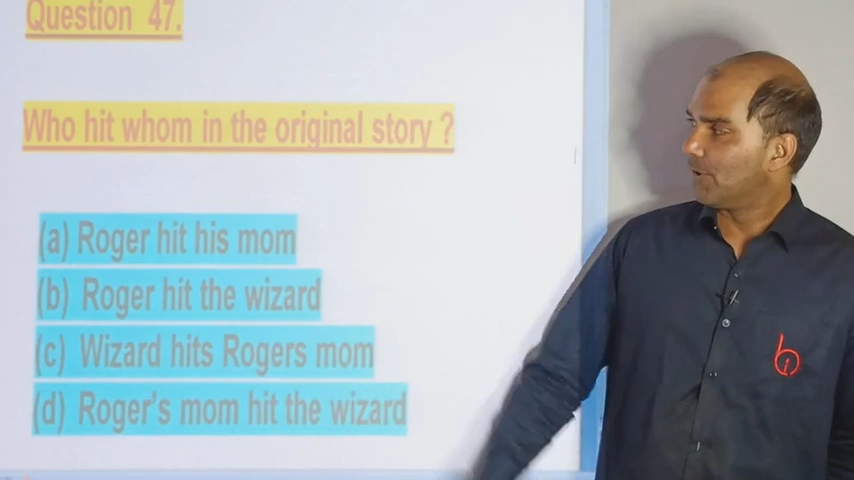 Question 47.
Who hit whom in the original story ?
(a) Roger hit his mom
(b) Roger hit the wizard
(c) Wizard hits Rogers mom
(d) Roger's mom hit the wizard